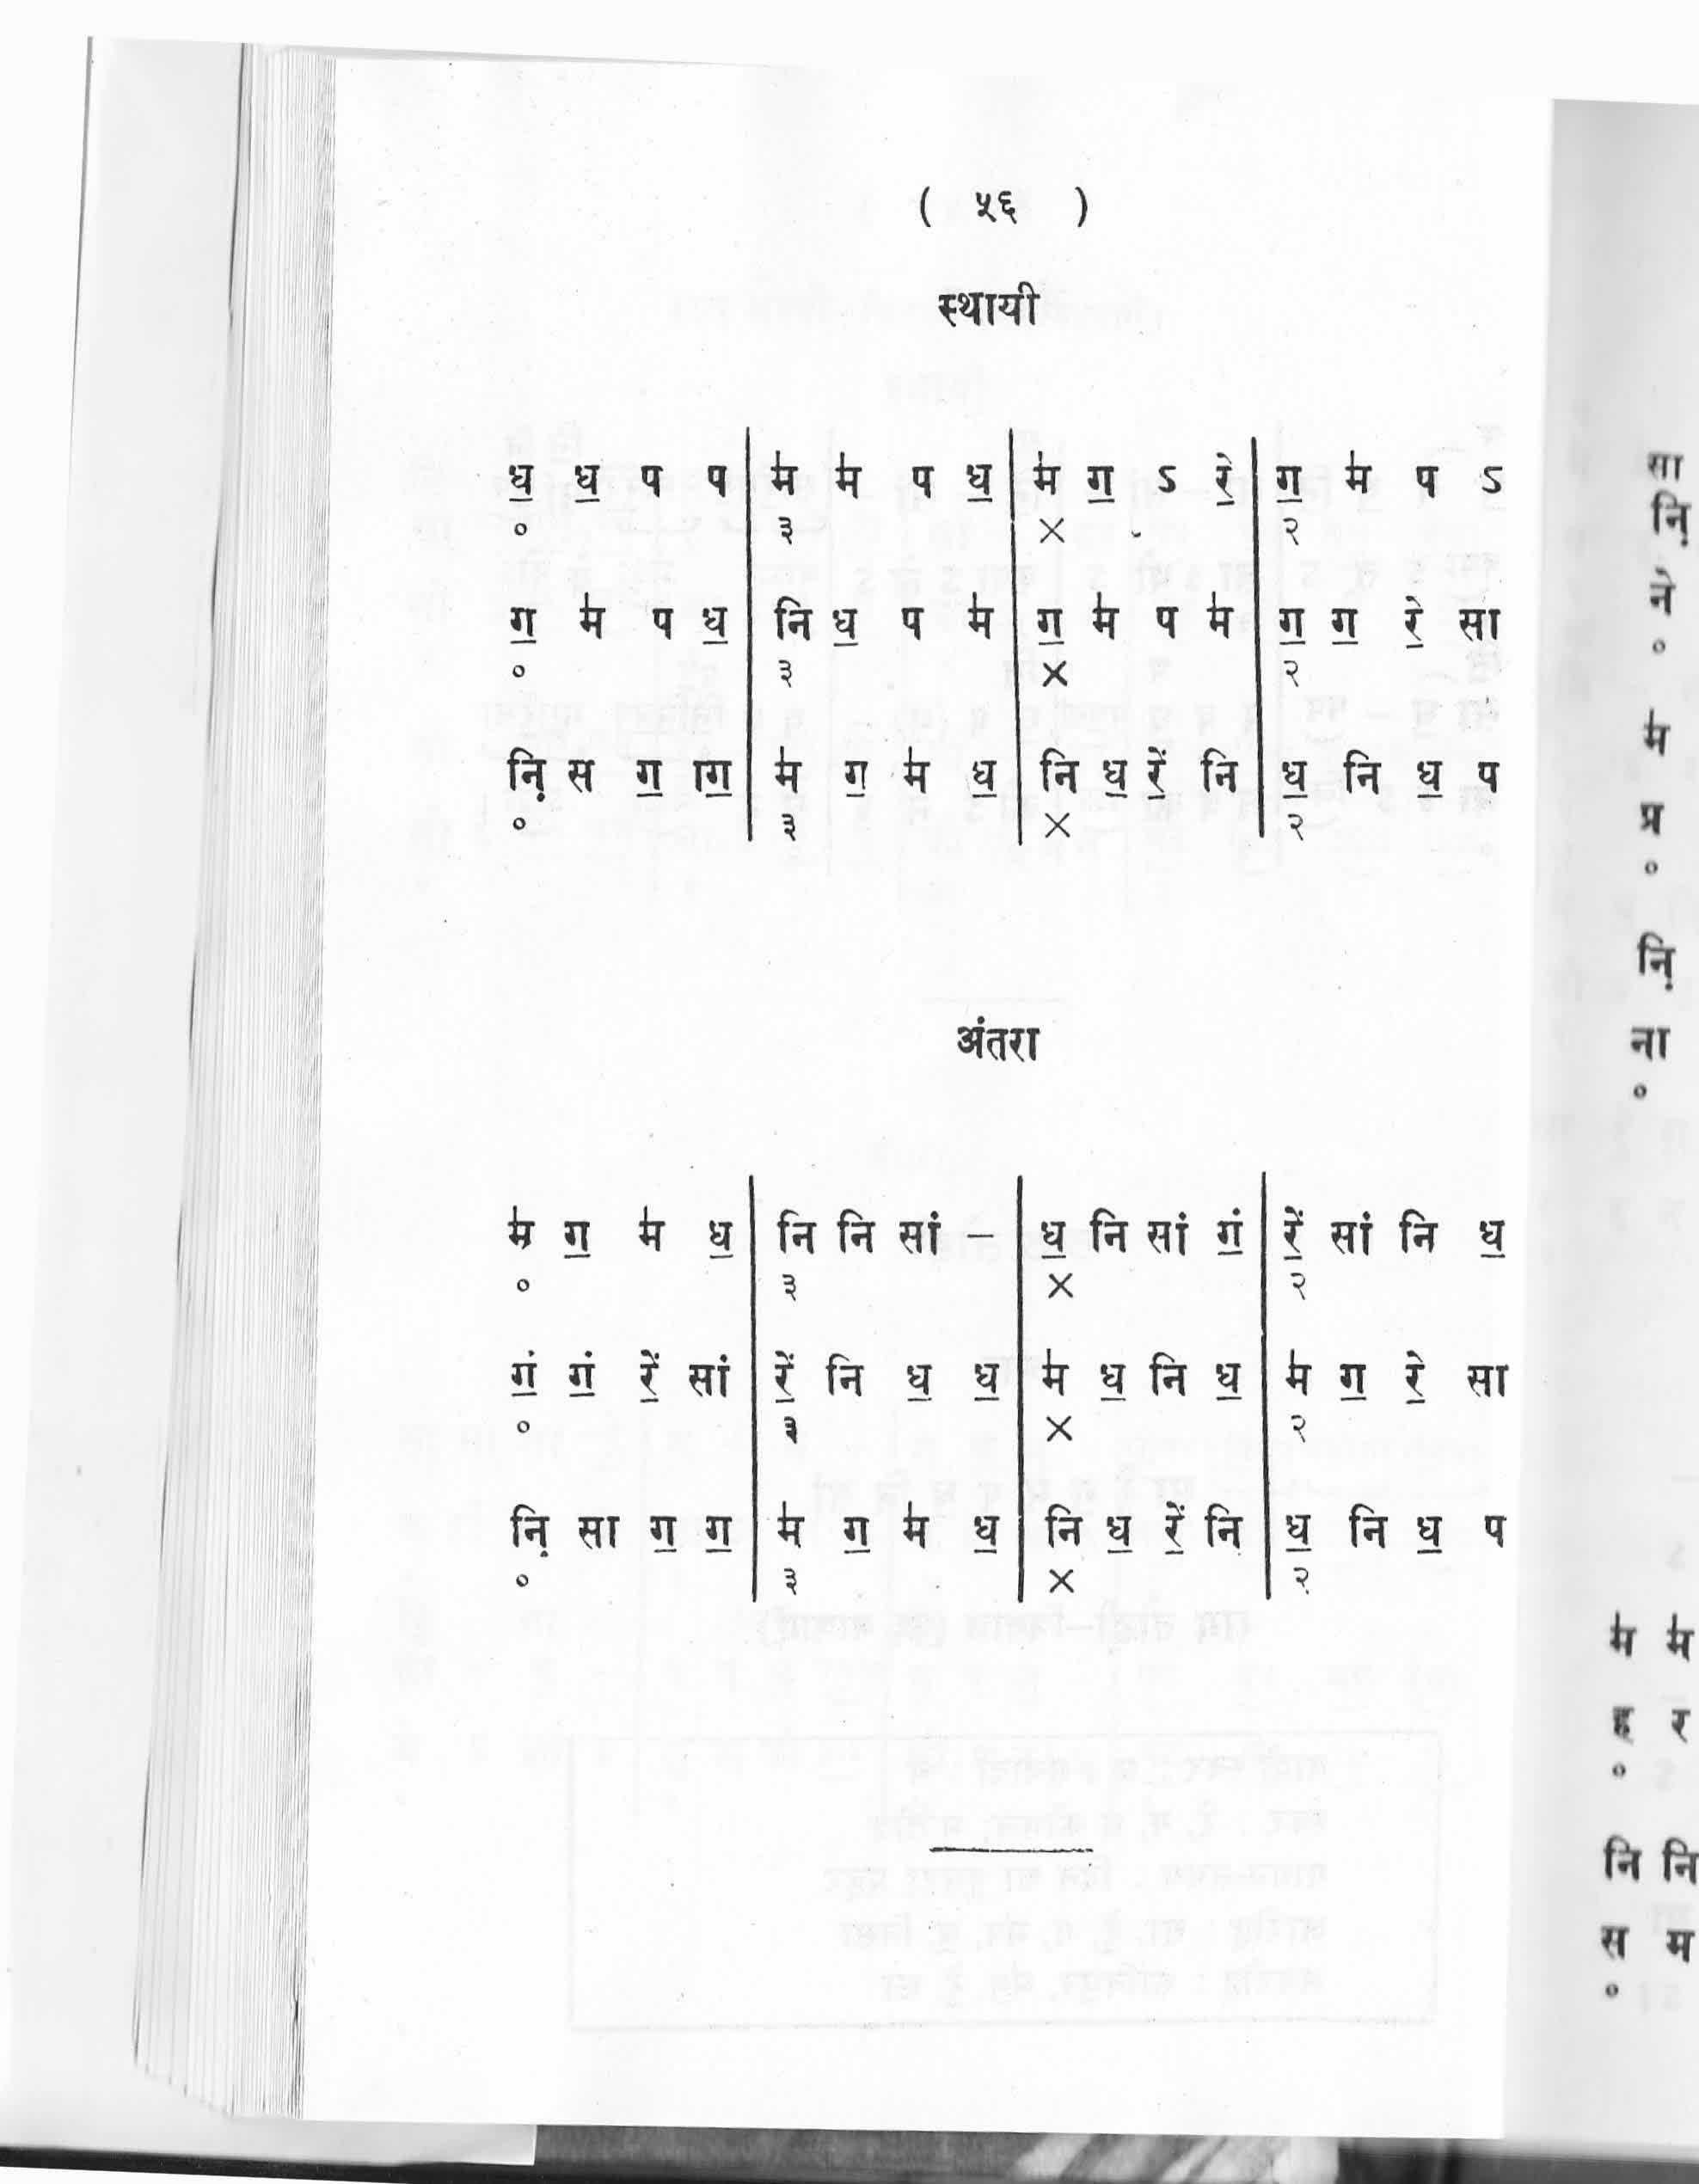 ( ५६ )
स्थायी
ध॒ ध॒ प प | म॑ म॑ प ध॒ | म॑ ग॒ ऽ रे॒ | ग॒ म॑ प ऽ
० ३ × २
ग॒ म॑ प ध॒ | नि ध॒ प म॑ | ग॒ म॑ प म॑ | ग॒ ग॒ रे॒ सा
० ३ × २
नि़ स ग॒ ाग॒ | म॑ ग॒ म॑ ध॒ | नि ध॒ रें॒ नि | ध॒ नि ध॒ प
० ३ × २
अंतरा
म॑ ग॒ म॑ ध॒ | नि नि सां – | ध॒ नि सां गं॒ | रें॒ सां नि ध॒
० ३ × २
गं॒ गं॒ रें॒ सां | रें॒ नि ध॒ ध॒ | म॑ ध॒ नि ध॒ | म॑ ग॒ रे॒ सा
० ३ × २
नि़ सा ग॒ ग॒ | म॑ ग॒ म॑ ध॒ | नि ध॒ रें॒ नि | ध॒ नि ध॒ प
० ३ × २
सा
नि़
ने
०
म॑
प्र
०
नि़
ना
०
म॑ म॑
ह र
०
नि नि
स म
०